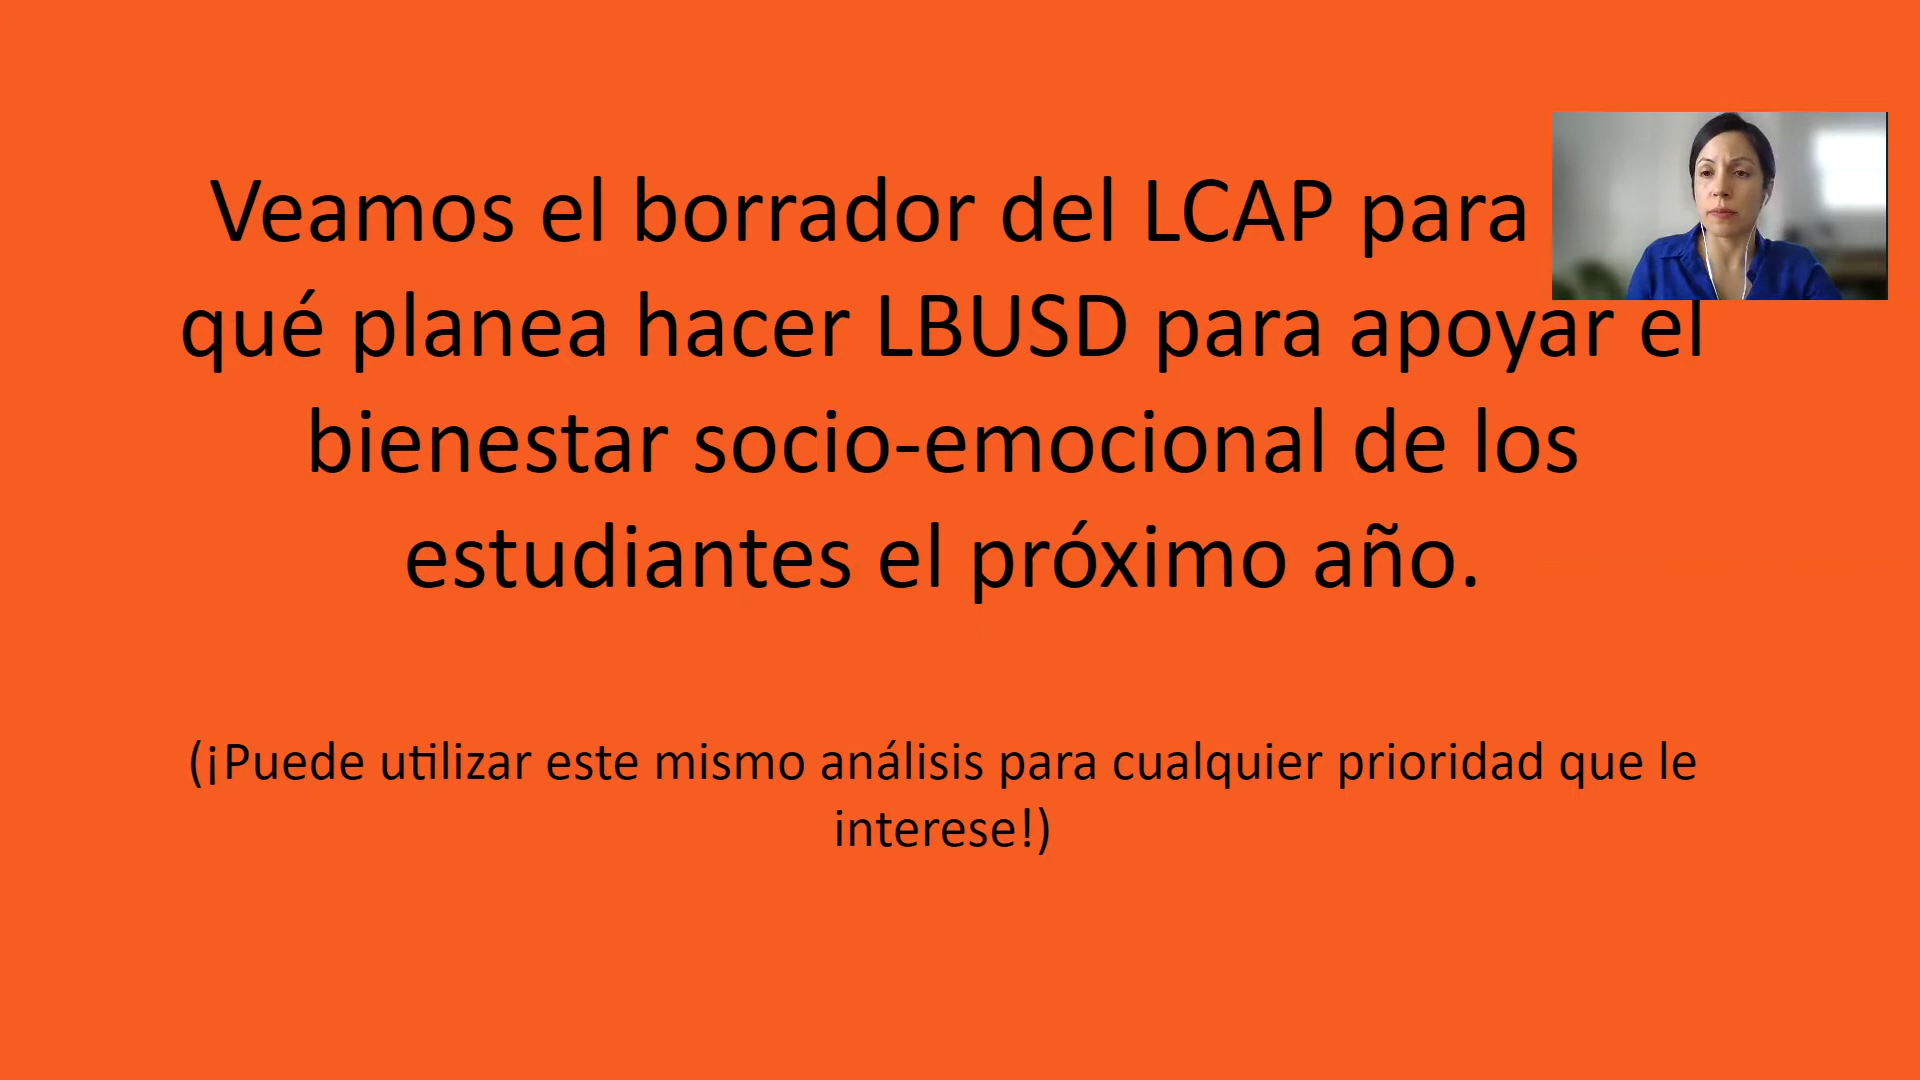 Veamos el borrador del LCAP para
qué planea hacer LBUSD para apoyar el
bienestar socio-emocional de los
estudiantes el próximo año.
(¡Puede utilizar este mismo análisis para cualquier prioridad que le
interese!)